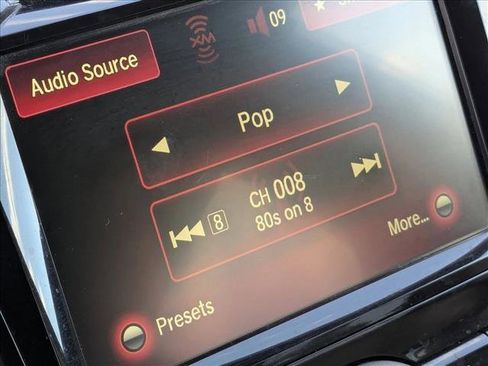 Audio Source
XM
09
Pop
CH 008
8
80s on 8
More...
Presets